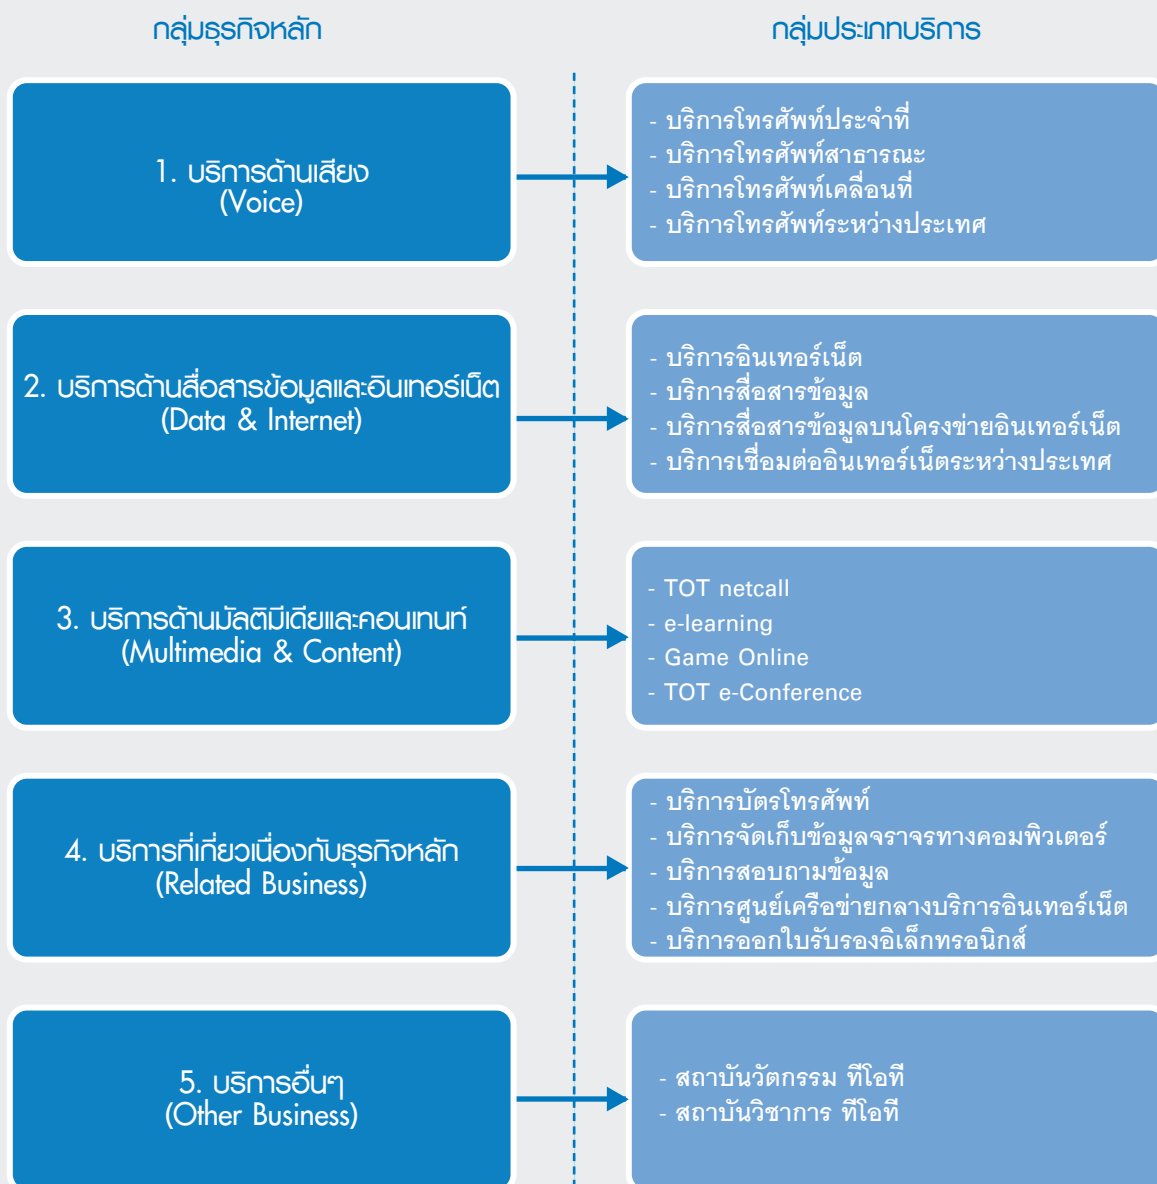 กลุ่มธุรกิจหลัก
กลุ่มประเภทบริการ
1. บริการด้านเสียง
(Voice)
- บริการโทรศัพท์ประจำที่
- บริการโทรศัพท์สาธารณะ
- บริการโทรศัพท์เคลื่อนที่
- บริการโทรศัพท์ระหว่างประเทศ
2. บริการด้านสื่อสารข้อมูลและอินเทอร์เน็ต
(Data & Internet)
- บริการอินเทอร์เน็ต
- บริการสื่อสารข้อมูล
- บริการสื่อสารข้อมูลบนโครงข่ายอินเทอร์เน็ต
- บริการเชื่อมต่ออินเทอร์เน็ตระหว่างประเทศ
3. บริการด้านมัลติมีเดียและคอนเทนท์
(Multimedia & Content)
- TOT netcall
- e-learning
- Game Online
- TOT e-Conference
4. บริการที่เกี่ยวเนื่องกับธุรกิจหลัก
(Related Business)
- บริการบัตรโทรศัพท์
- บริการจัดเก็บข้อมูลจราจรทางคอมพิวเตอร์
- บริการสอบถามข้อมูล
- บริการศูนย์เครือข่ายกลางบริการอินเทอร์เน็ต
- บริการออกใบรับรองอิเล็กทรอนิกส์
5. บริการอื่นๆ
(Other Business)
- สถาบันวัตกรรม ทีโอที
- สถาบันวิชาการ ทีโอที